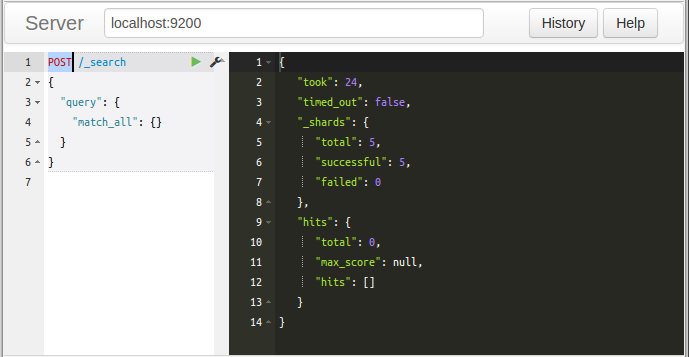 Server localhost:9200 History Help
1 POST /_search
2 {
3 "query": {
4 "match_all": {}
5 }
6 }
7
1 {
2 "took": 24,
3 "timed_out": false,
4 "_shards": {
5 "total": 5,
6 "successful": 5,
7 "failed": 0
8 },
9 "hits": {
10 "total": 0,
11 "max_score": null,
12 "hits": []
13 }
14 }